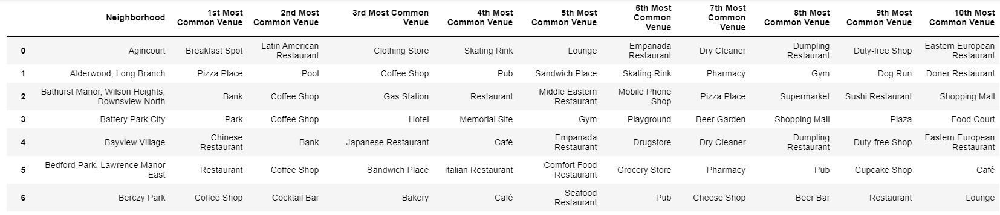 Neighborhood 1st Most Common Venue 2nd Most Common Venue 3rd Most Common Venue 4th Most Common Venue 5th Most Common Venue 6th Most Common Venue 7th Most Common Venue 8th Most Common Venue 9th Most Common Venue 10th Most Common Venue
0 Agincourt Breakfast Spot Latin American Restaurant Clothing Store Skating Rink Lounge Empanada Restaurant Dry Cleaner Dumpling Restaurant Duty-free Shop Eastern European Restaurant
1 Alderwood, Long Branch Pizza Place Pool Coffee Shop Pub Sandwich Place Skating Rink Pharmacy Gym Dog Run Doner Restaurant
2 Bathurst Manor, Wilson Heights, Downsview North Bank Coffee Shop Gas Station Restaurant Middle Eastern Restaurant Mobile Phone Shop Pizza Place Supermarket Sushi Restaurant Shopping Mall
3 Battery Park City Park Coffee Shop Hotel Memorial Site Gym Playground Beer Garden Shopping Mall Plaza Food Court
4 Bayview Village Chinese Restaurant Bank Japanese Restaurant Café Empanada Restaurant Drugstore Dry Cleaner Dumpling Restaurant Duty-free Shop Eastern European Restaurant
5 Bedford Park, Lawrence Manor East Restaurant Coffee Shop Sandwich Place Italian Restaurant Comfort Food Restaurant Grocery Store Pharmacy Pub Cupcake Shop Café
6 Berczy Park Coffee Shop Cocktail Bar Bakery Café Seafood Restaurant Pub Cheese Shop Beer Bar Restaurant Lounge